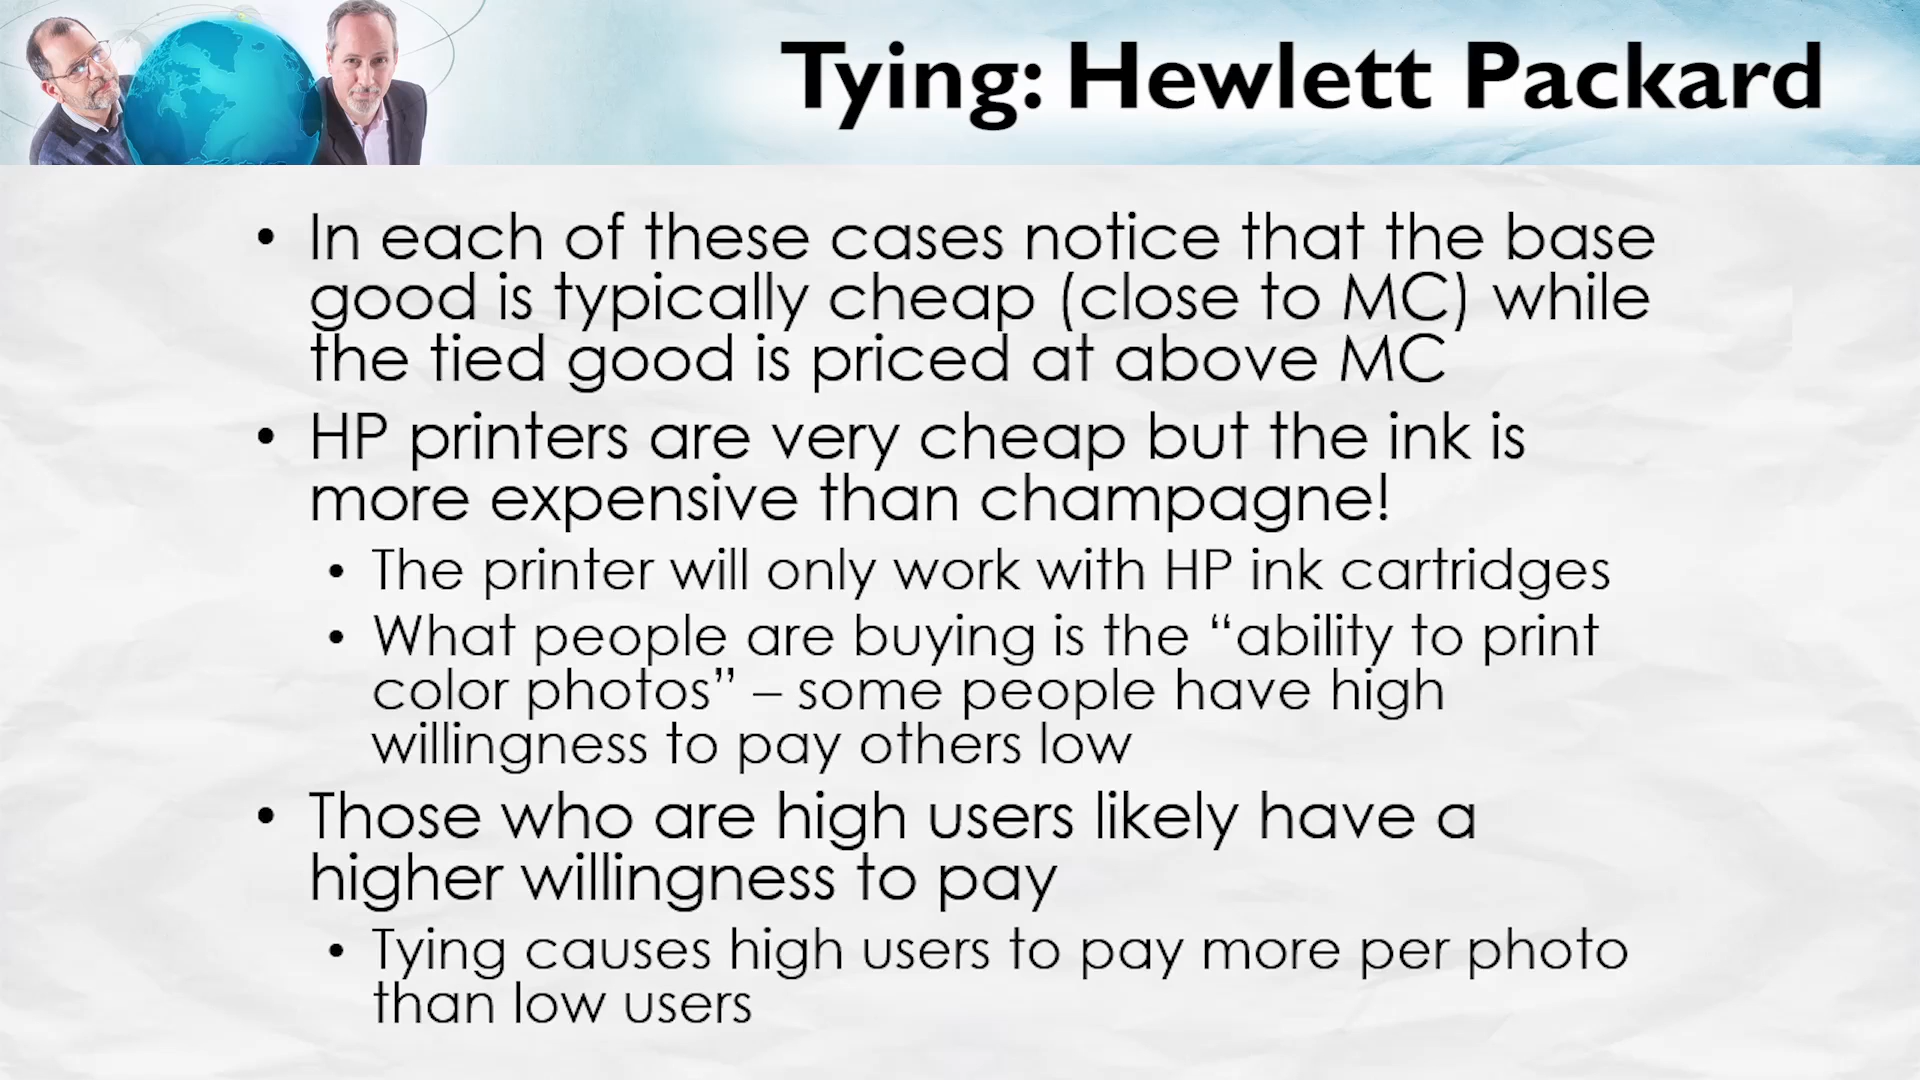 Tying: Hewlett Packard
• In each of these cases notice that the base
good is typically cheap (close to MC) while
the tied good is priced at above MC
• HP printers are very cheap but the ink is
more expensive than champagne!
• The printer will only work with HP ink cartridges
• What people are buying is the “ability to print
color photos” – some people have high
willingness to pay others low
• Those who are high users likely have a
higher willingness to pay
• Tying causes high users to pay more per photo
than low users